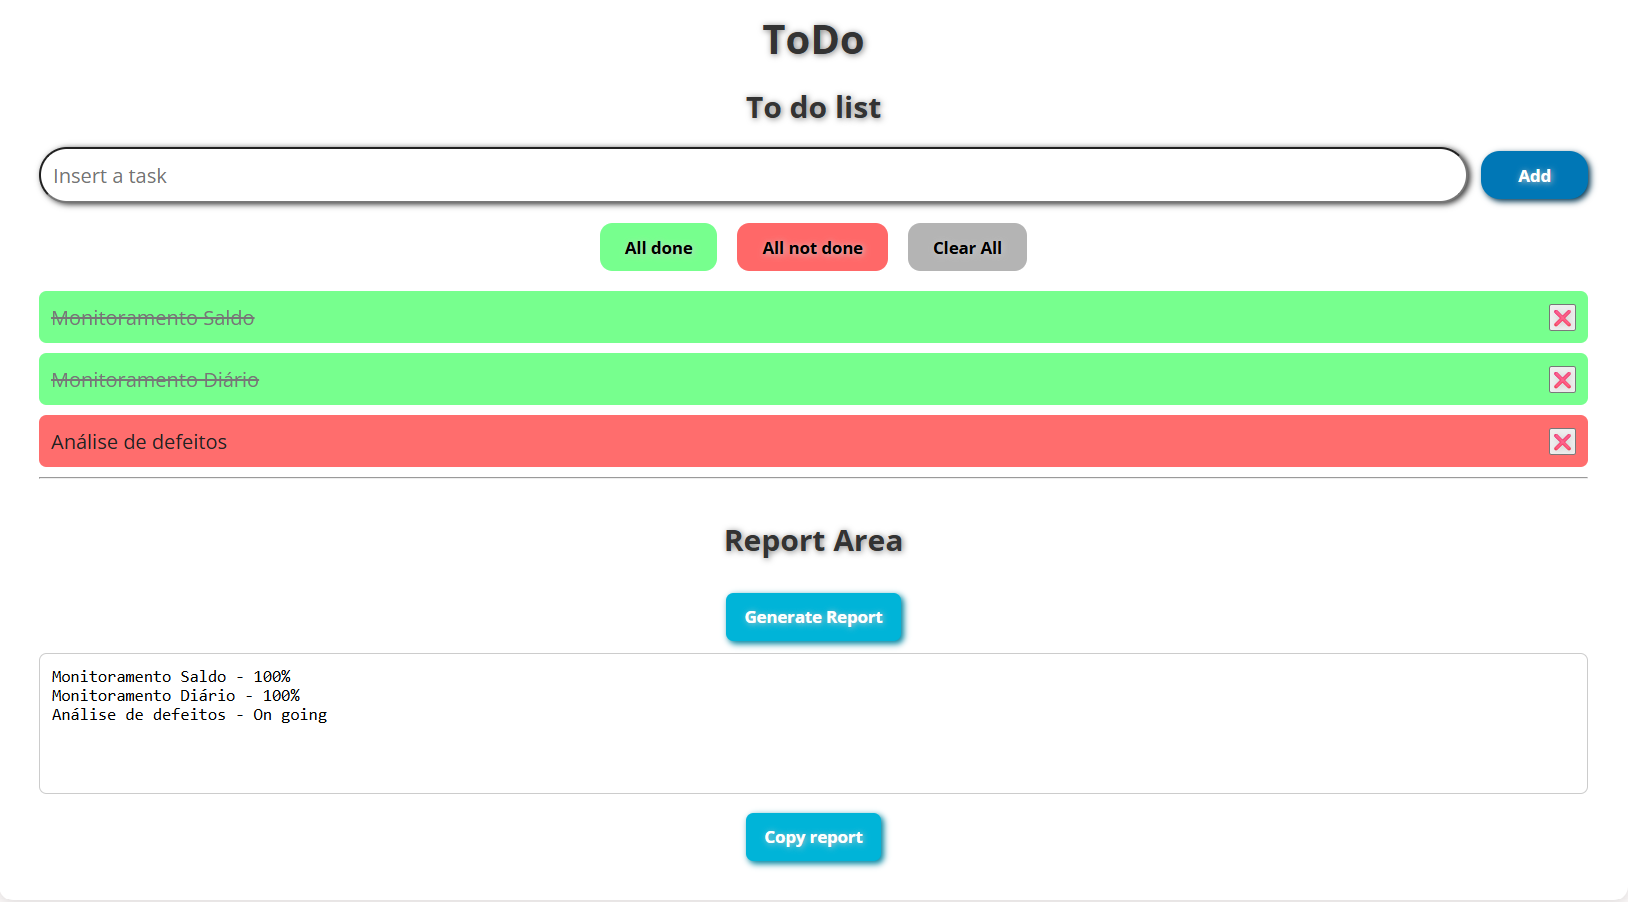 ToDo
To do list
Insert a task
Add
All done
All not done
Clear All
Monitoramento Saldo
Monitoramento Diário
Análise de defeitos
Report Area
Generate Report
Monitoramento Saldo - 100%
Monitoramento Diário - 100%
Análise de defeitos - On going
Copy report